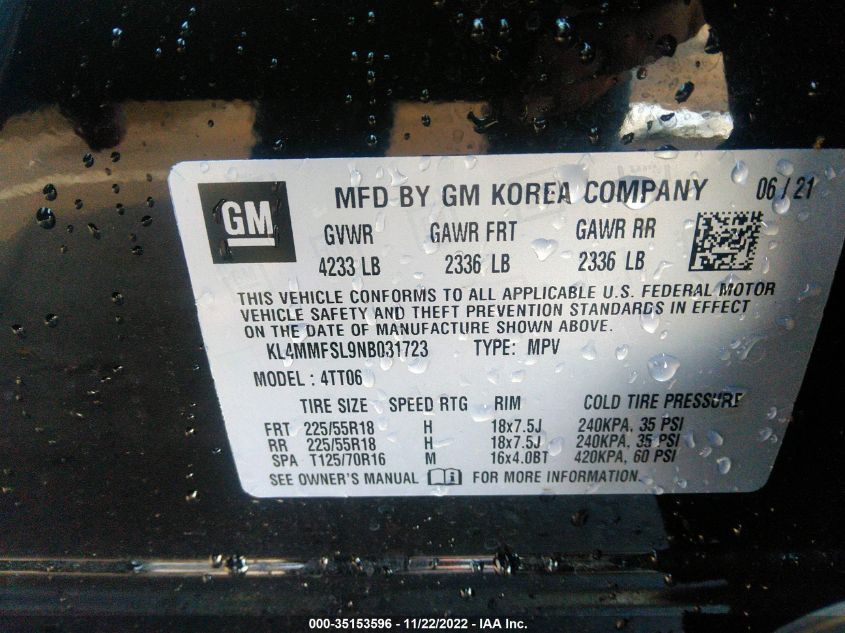 GM
MFD BY GM KOREA COMPANY 06 / 21
GVWR GAWR FRT GAWR RR
4233 LB 2336 LB 2336 LB
THIS VEHICLE CONFORMS TO ALL APPLICABLE U.S. FEDERAL MOTOR
VEHICLE SAFETY AND THEFT PREVENTION STANDARDS IN EFFECT
ON THE DATE OF MANUFACTURE SHOWN ABOVE.
KL4MMFSL9NB031723 TYPE: MPV
MODEL : 4TT06
TIRE SIZE SPEED RTG RIM COLD TIRE PRESSURE
FRT 225/55R18 H 18x7.5J 240KPA, 35 PSI
RR 225/55R18 H 18x7.5J 240KPA, 35 PSI
SPA T125/70R16 M 16x4.0BT 420KPA, 60 PSI
SEE OWNER'S MANUAL FOR MORE INFORMATION.
000-35153596 - 11/22/2022 - IAA Inc.